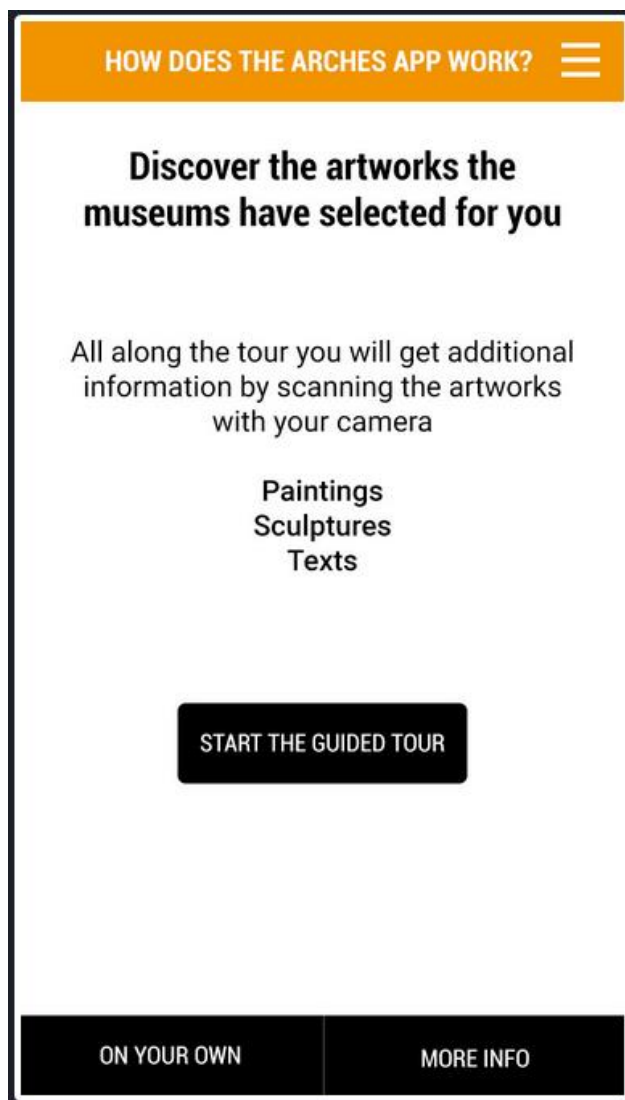 HOW DOES THE ARCHES APP WORK?
Discover the artworks the
museums have selected for you
All along the tour you will get additional
information by scanning the artworks
with your camera
Paintings
Sculptures
Texts
START THE GUIDED TOUR
ON YOUR OWN
MORE INFO